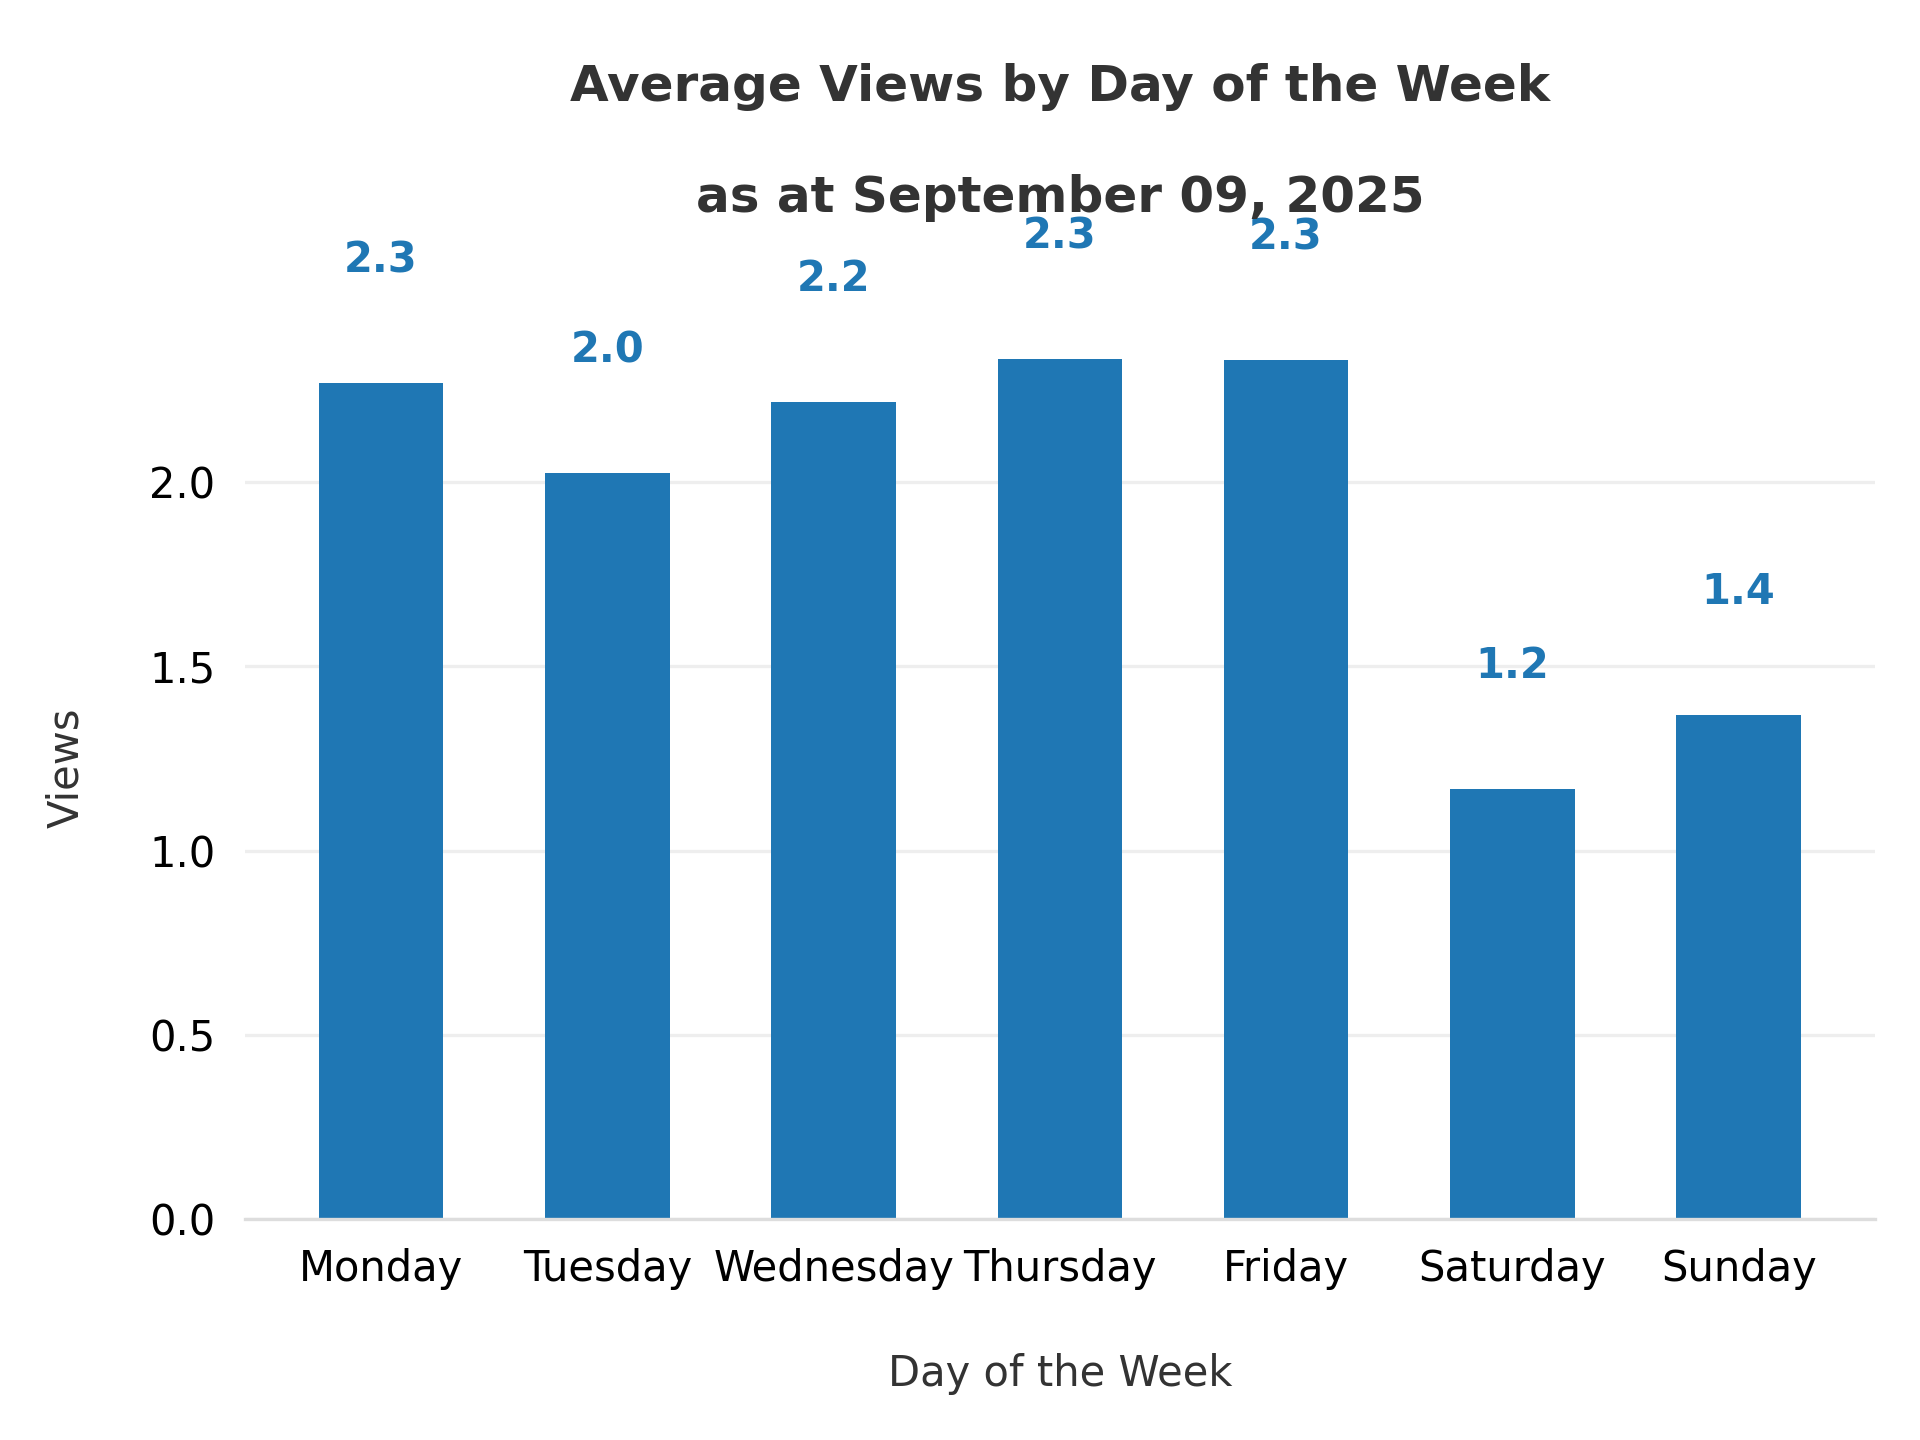 Average Views by Day of the Week
as at September 09, 2025
2.3
2.0
2.2
2.3
2.3
1.2
1.4
2.0
1.5
1.0
0.5
0.0
Views
Monday Tuesday Wednesday Thursday Friday Saturday Sunday
Day of the Week